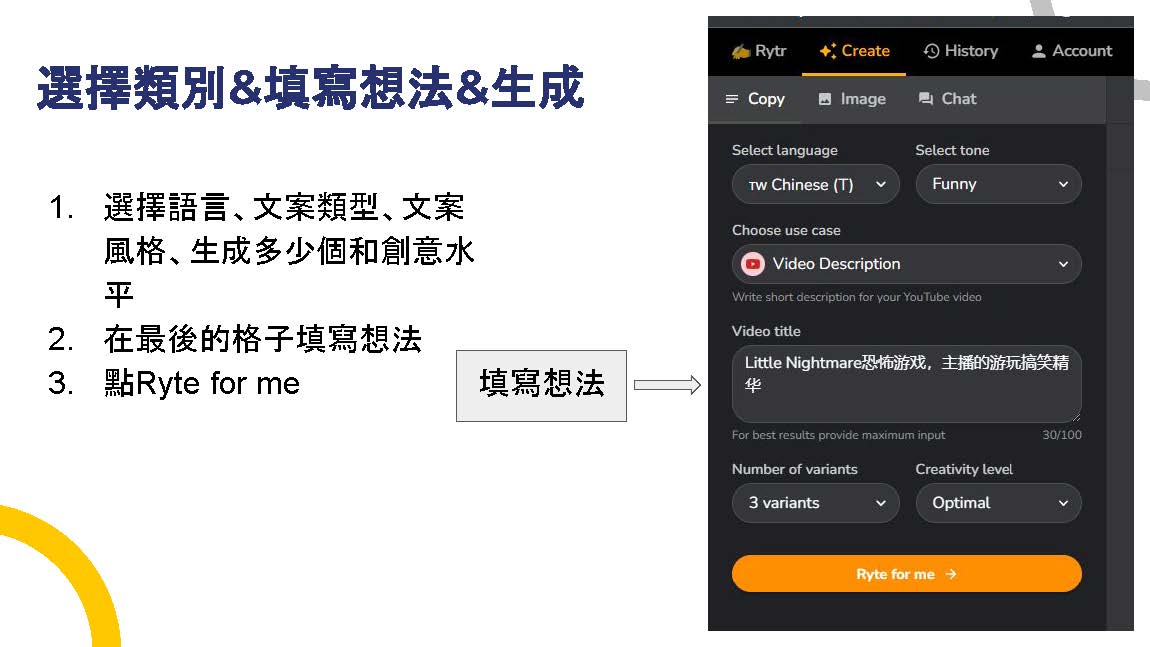 選擇類別&填寫想法&生成
1. 選擇語言、文案類型、文案
風格、生成多少個和創意水
平
2. 在最後的格子填寫想法
3. 點Ryte for me
填寫想法
Rytr Create History Account
Copy Image Chat
Select language Select tone
TW Chinese (T) Funny
Choose use case
Video Description
Write short description for your YouTube video
Video title
Little Nightmare恐怖游戏，主播的游玩搞笑精
华
For best results provide maximum input 30/100
Number of variants Creativity level
3 variants Optimal
Ryte for me →